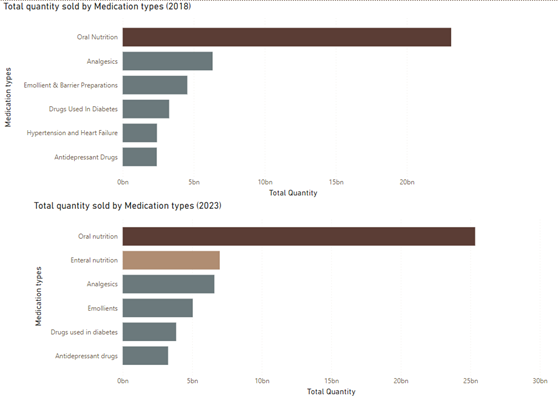 Total quantity sold by Medication types (2018)
Medication types
Oral Nutrition
Analgesics
Emollient & Barrier Preparations
Drugs Used In Diabetes
Hypertension and Heart Failure
Antidepressant Drugs
0bn 5bn 10bn 15bn 20bn
Total Quantity
Total quantity sold by Medication types (2023)
Medication types
Oral nutrition
Enteral nutrition
Analgesics
Emollients
Drugs used in diabetes
Antidepressant drugs
0bn 5bn 10bn 15bn 20bn 25bn 30bn
Total Quantity